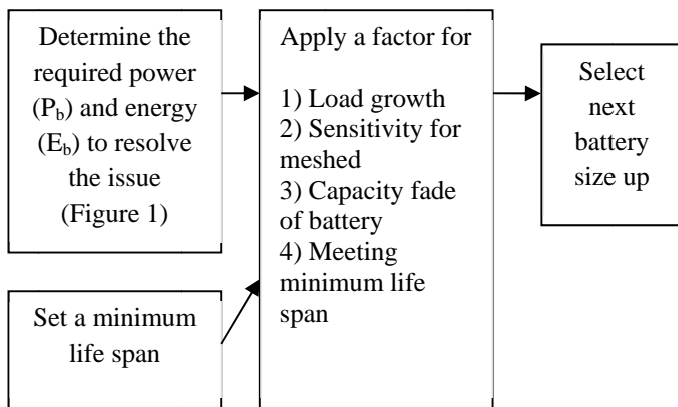 Determine the
required power
(Pb) and energy
(Eb) to resolve
the issue
(Figure 1)
Set a minimum
life span
Apply a factor for
1) Load growth
2) Sensitivity for
meshed
3) Capacity fade
of battery
4) Meeting
minimum life
span
Select
next
battery
size up